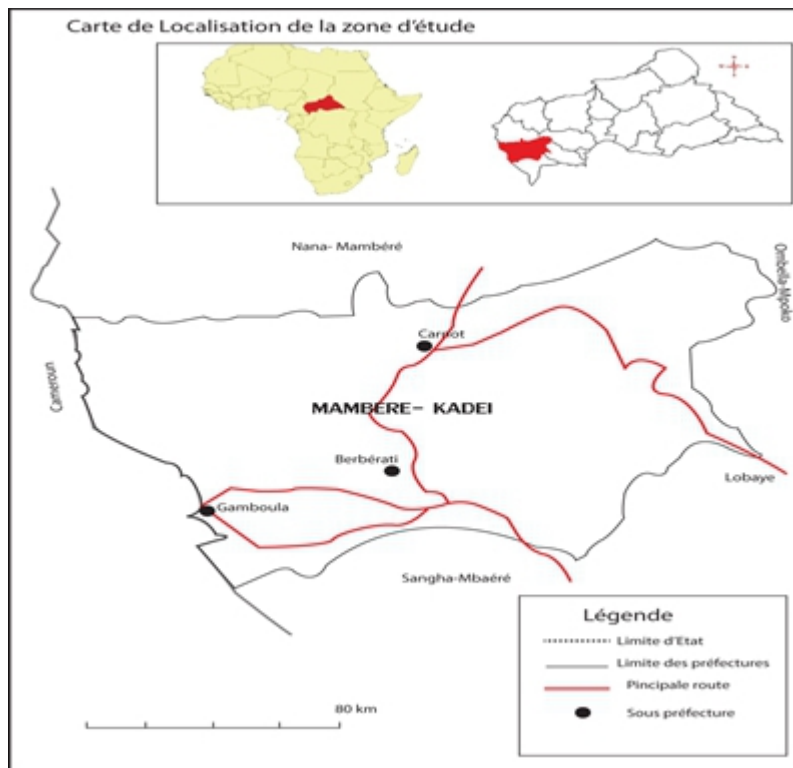 Carte de Localisation de la zone d'étude
Nana- Mambéré
Ombella-Mpoko
Carnot
Cameroun
MAMBERE- KADEI
Berbérati
Lobaye
Gamboula
Sangha-Mbaéré
Légende
Limite d'Etat
Limite des préfectures
Pincipale route
Sous préfecture
80 km